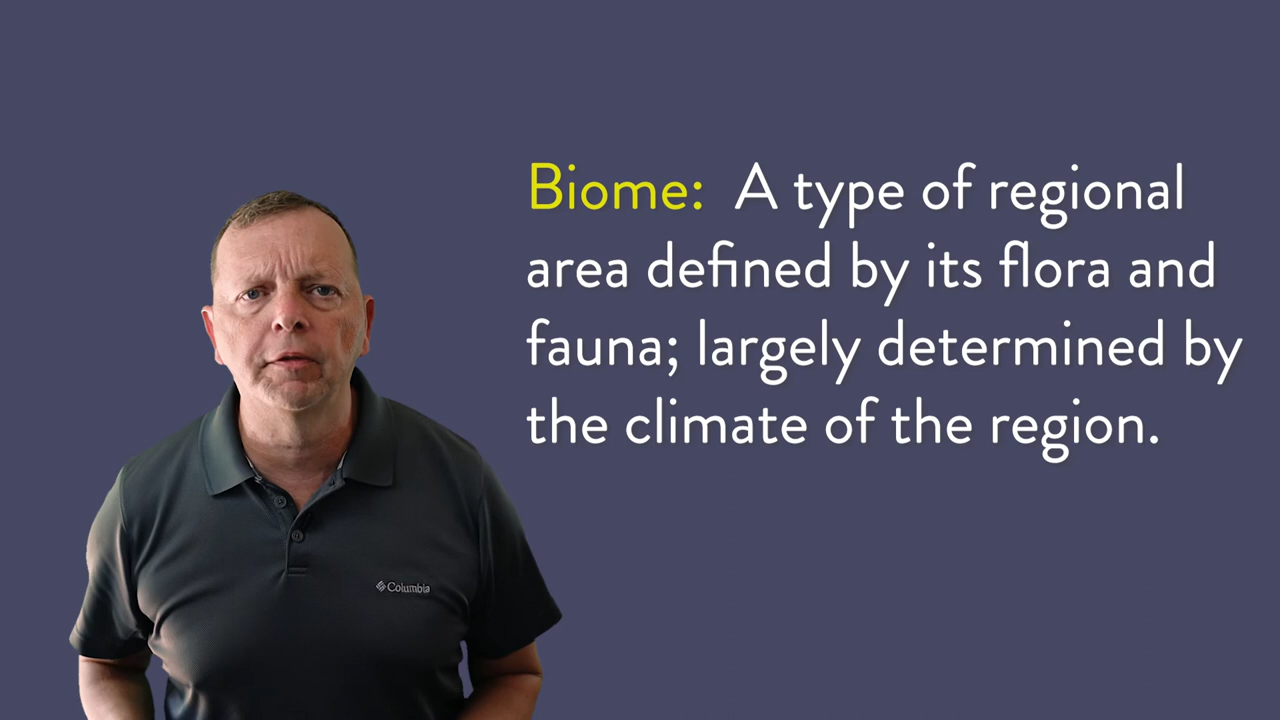 Biome: A type of regional
area defined by its flora and
fauna; largely determined by
the climate of the region.
Columbia